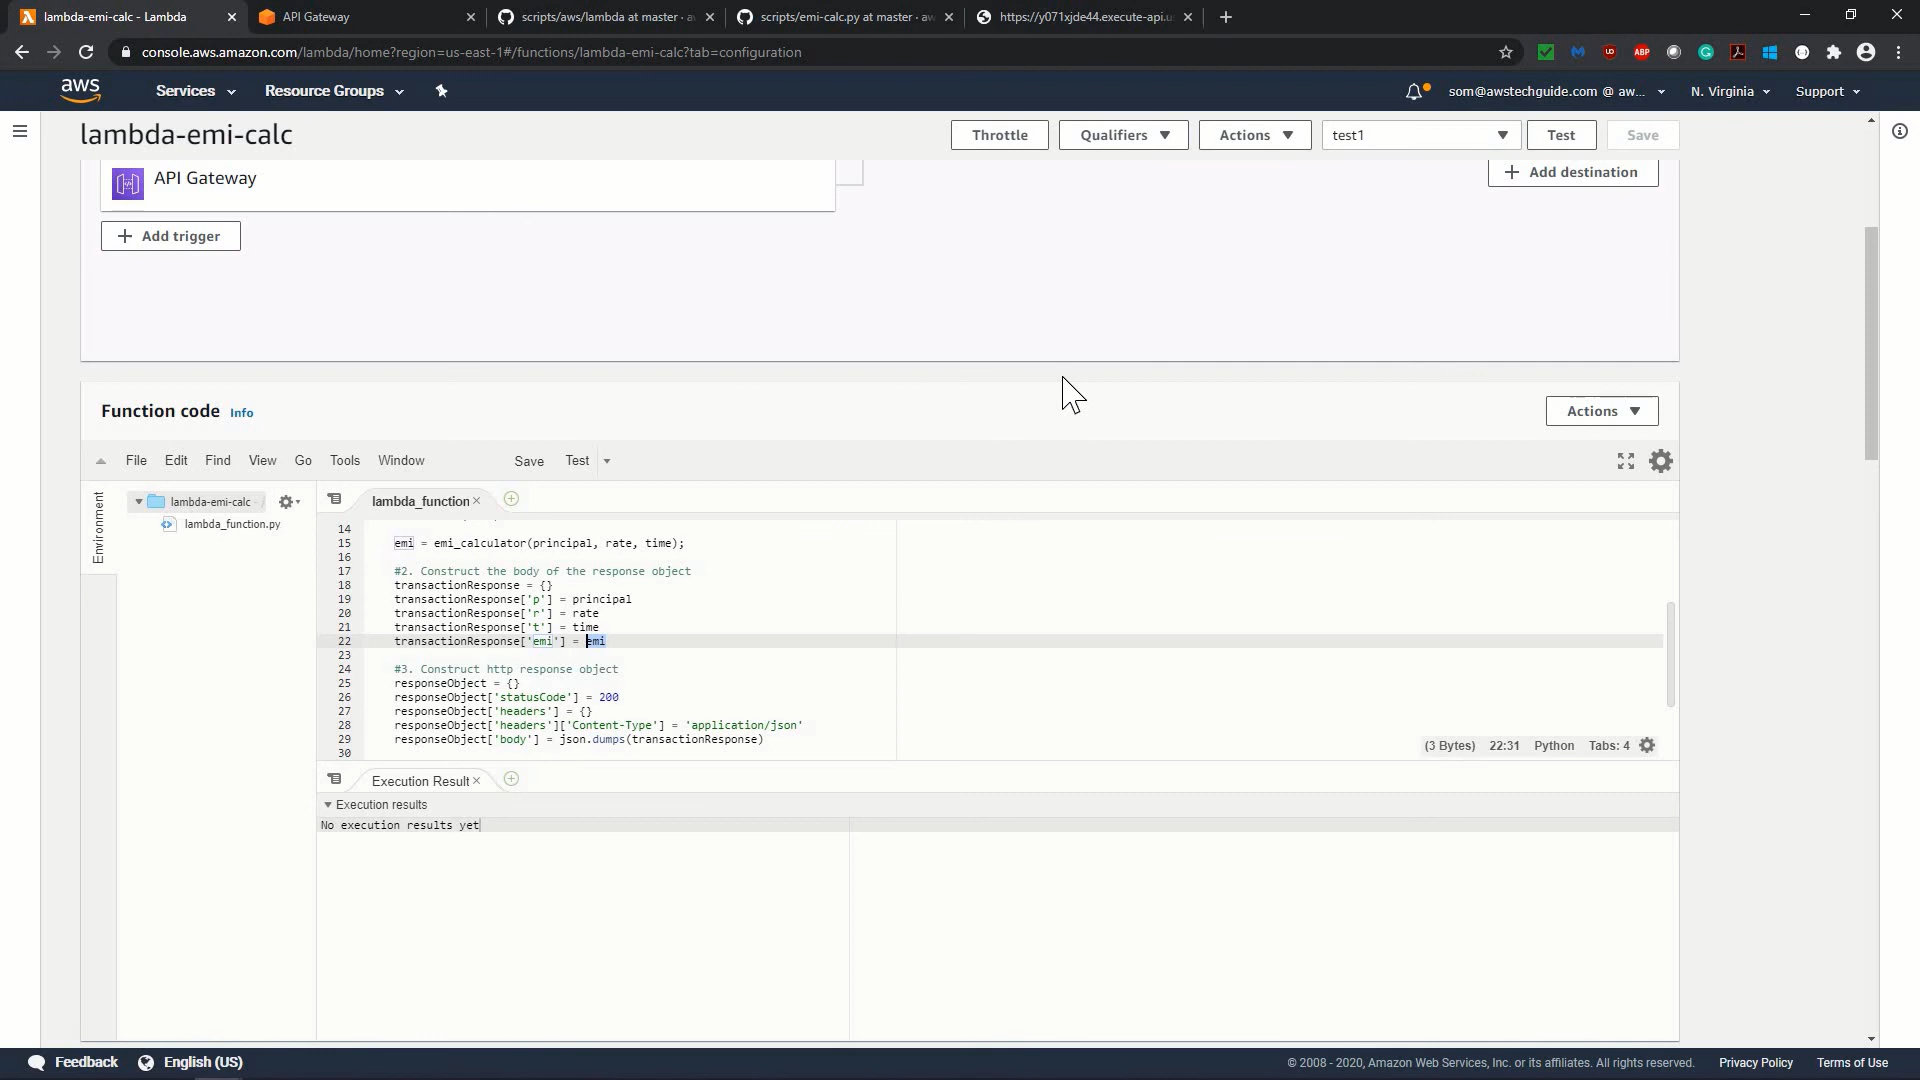 lambda-emi-calc - Lambda
API Gateway
scripts/aws/lambda at master ·
scripts/emi-calc.py at master ·
https://y071xjde44.execute-api.u
console.aws.amazon.com/lambda/home?region=us-east-1#/functions/lambda-emi-calc?tab=configuration
aws
Services
Resource Groups
som@awstechguide.com @ aw...
N. Virginia
Support
lambda-emi-calc
Throttle
Qualifiers
Actions
test1
Test
Save
API Gateway
+ Add destination
+ Add trigger
Function code Info
Actions
File Edit Find View Go Tools Window Save Test
Environment
lambda-emi-calc
lambda_function.py
lambda_function
14
15 emi = emi_calculator(principal, rate, time);
16
17 #2. Construct the body of the response object
18 transactionResponse = {}
19 transactionResponse['p'] = principal
20 transactionResponse['r'] = rate
21 transactionResponse['t'] = time
22 transactionResponse['emi'] = emi
23
24 #3. Construct http response object
25 responseObject = {}
26 responseObject['statusCode'] = 200
27 responseObject['headers'] = {}
28 responseObject['headers']['Content-Type'] = 'application/json'
29 responseObject['body'] = json.dumps(transactionResponse)
30
(3 Bytes) 22:31 Python Tabs: 4
Execution Result
Execution results
No execution results yet
Feedback
English (US)
© 2008 - 2020, Amazon Web Services, Inc. or its affiliates. All rights reserved.
Privacy Policy
Terms of Use